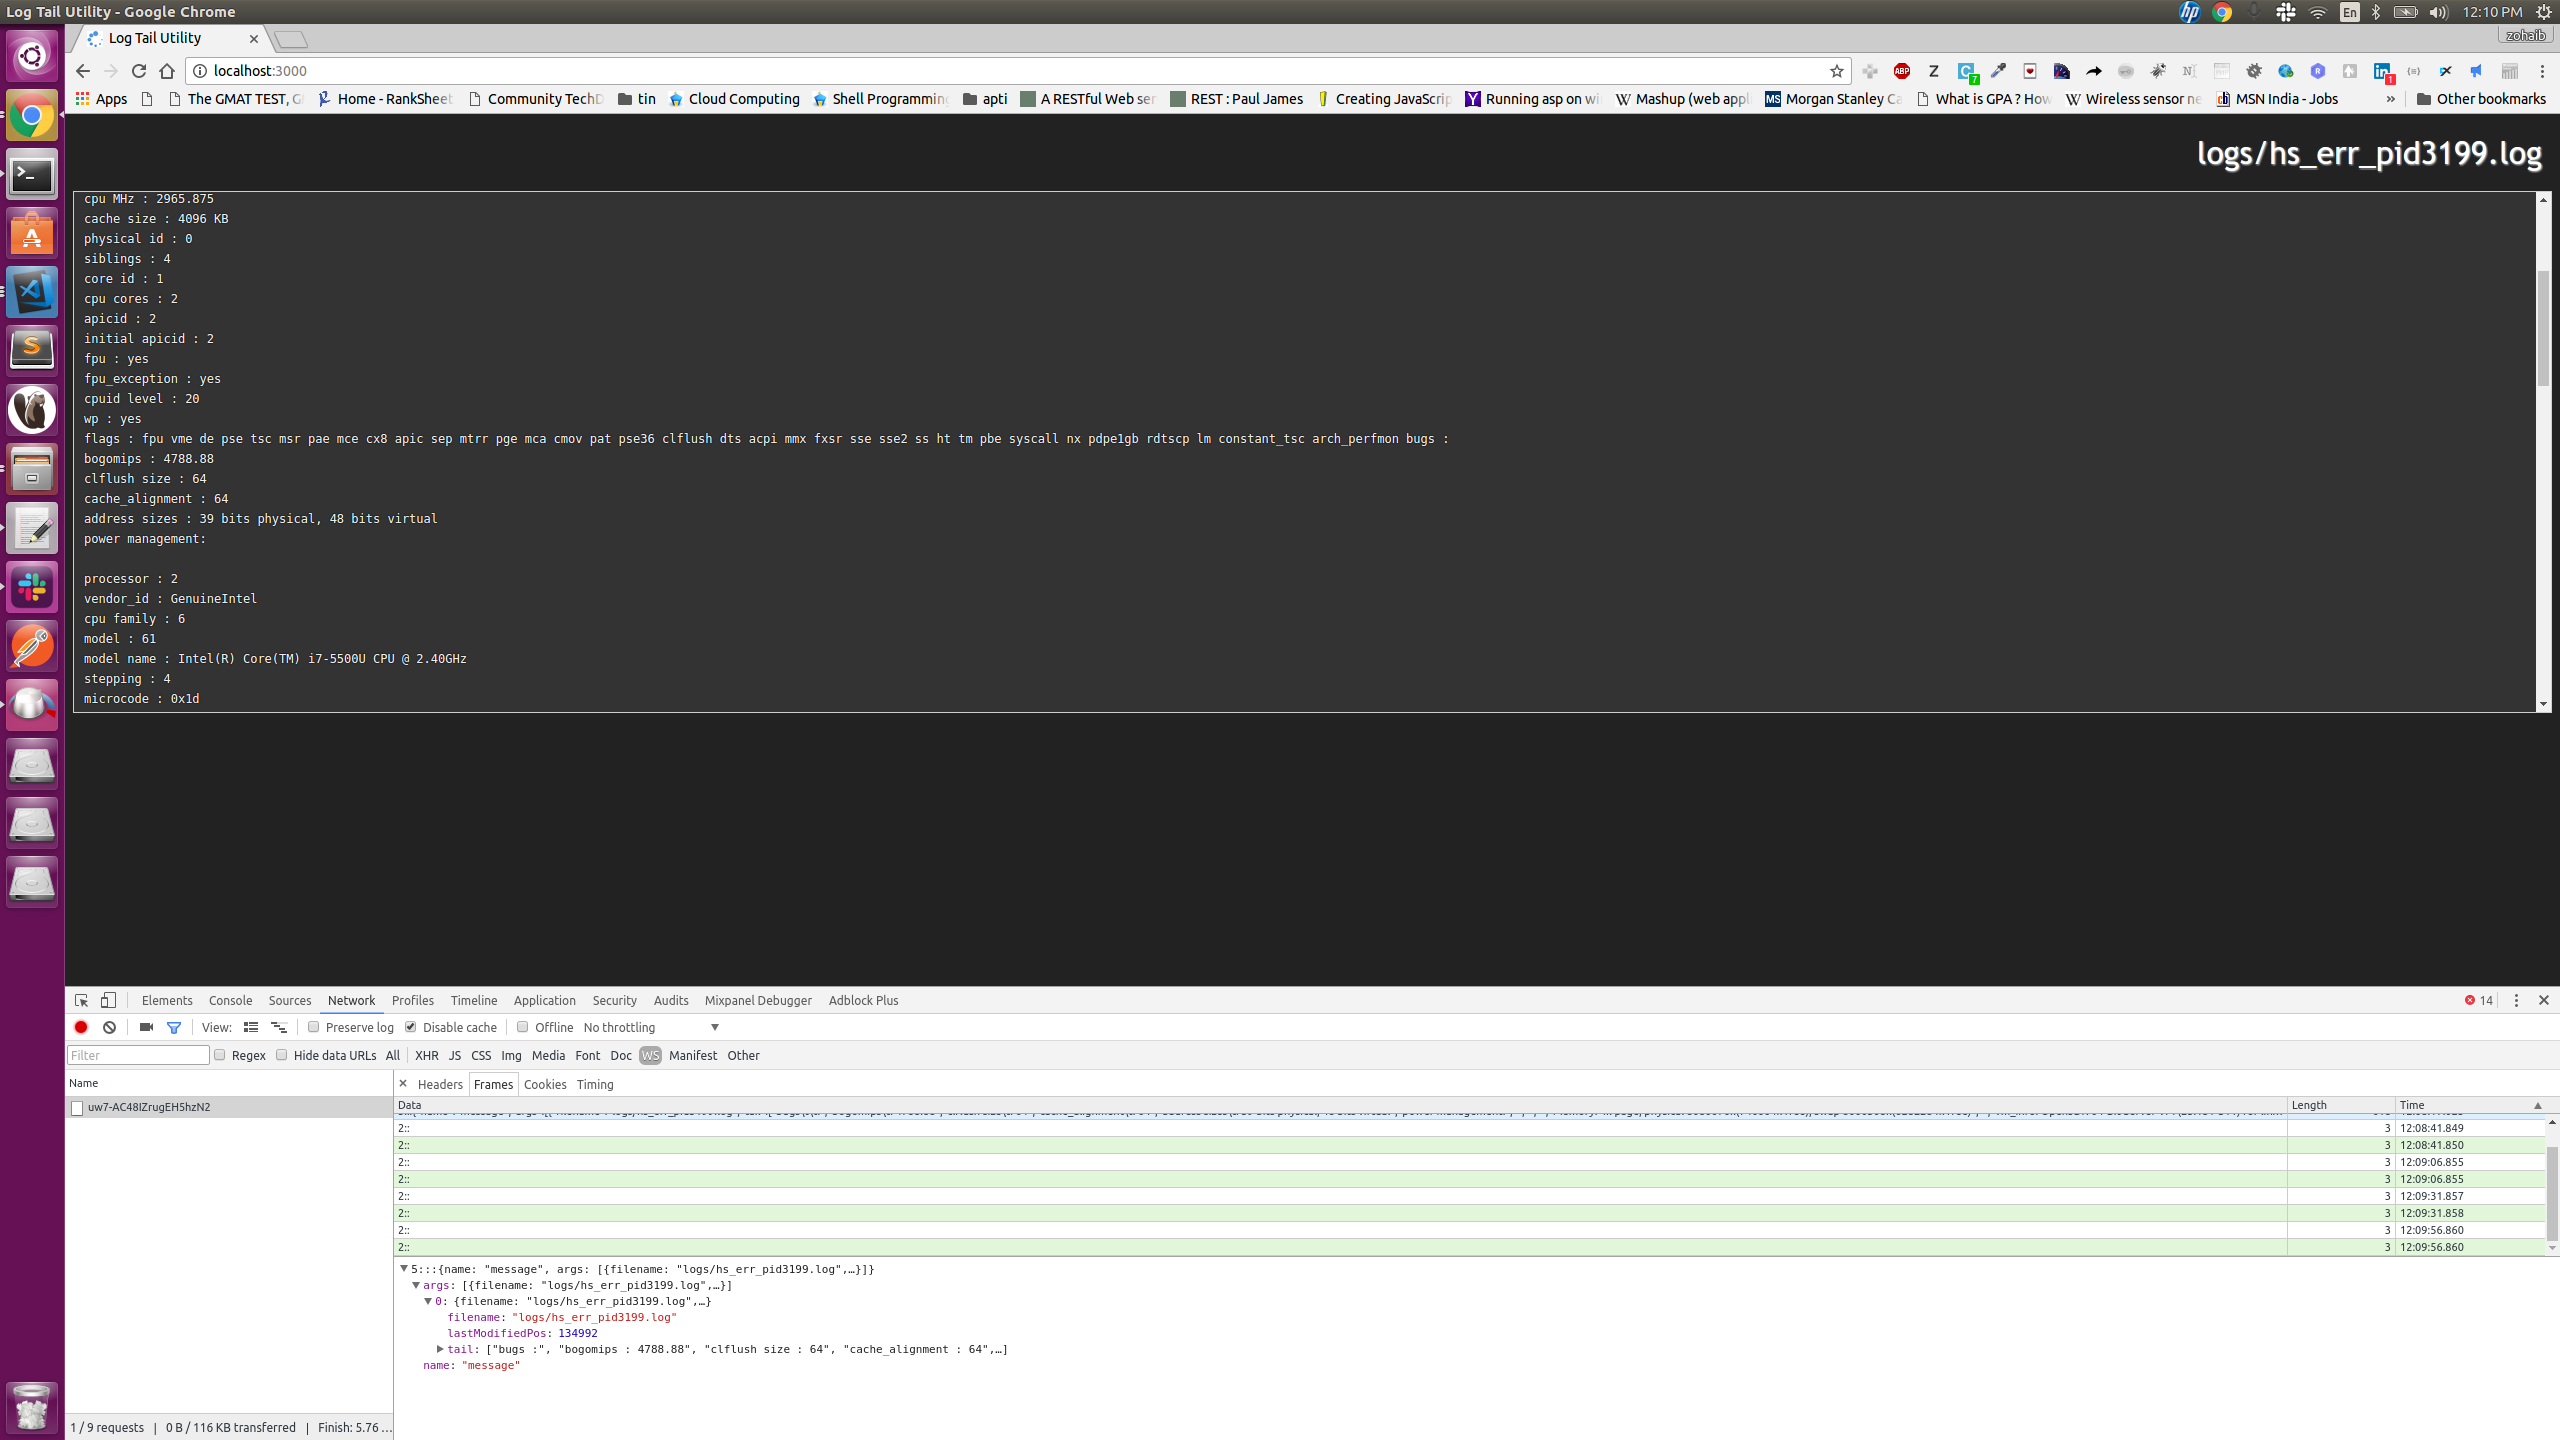 Log Tail Utility - Google Chrome
En
12:10 PM
Log Tail Utility
zohaib
localhost:3000
ABP
Z
7
1
Apps
The GMAT TEST, G
Home - RankSheet
Community TechD
tin
Cloud Computing
Shell Programming
apti
A RESTful Web ser
REST : Paul James
Creating JavaScrip
Running asp on wi
Mashup (web appl
Morgan Stanley Ca
What is GPA ? How
Wireless sensor ne
MSN India - Jobs
»
Other bookmarks
logs/hs_err_pid3199.log
cpu MHz : 2965.875
cache size : 4096 KB
physical id : 0
siblings : 4
core id : 1
cpu cores : 2
apicid : 2
initial apicid : 2
fpu : yes
fpu_exception : yes
cpuid level : 20
wp : yes
flags : fpu vme de pse tsc msr pae mce cx8 apic sep mtrr pge mca cmov pat pse36 clflush dts acpi mmx fxsr sse sse2 ss ht tm pbe syscall nx pdpe1gb rdtscp lm constant_tsc arch_perfmon bugs :
bogomips : 4788.88
clflush size : 64
cache_alignment : 64
address sizes : 39 bits physical, 48 bits virtual
power management:
processor : 2
vendor_id : GenuineIntel
cpu family : 6
model : 61
model name : Intel(R) Core(TM) i7-5500U CPU @ 2.40GHz
stepping : 4
microcode : 0x1d
Elements Console Sources Network Profiles Timeline Application Security Audits Mixpanel Debugger Adblock Plus
14
View: Preserve log Disable cache Offline No throttling
Filter Regex Hide data URLs All XHR JS CSS Img Media Font Doc WS Manifest Other
Name
Headers Frames Cookies Timing
uw7-AC48IZrugEH5hzN2
Data Length Time
2:: 3 12:08:41.849
2:: 3 12:08:41.850
2:: 3 12:09:06.855
2:: 3 12:09:06.855
2:: 3 12:09:31.857
2:: 3 12:09:31.858
2:: 3 12:09:56.860
2:: 3 12:09:56.860
5:::{name: "message", args: [{filename: "logs/hs_err_pid3199.log",…}]}
args: [{filename: "logs/hs_err_pid3199.log",…}]
0: {filename: "logs/hs_err_pid3199.log",…}
filename: "logs/hs_err_pid3199.log"
lastModifiedPos: 134992
tail: ["bugs :", "bogomips : 4788.88", "clflush size : 64", "cache_alignment : 64",…]
name: "message"
1 / 9 requests | 0 B / 116 KB transferred | Finish: 5.76 ...